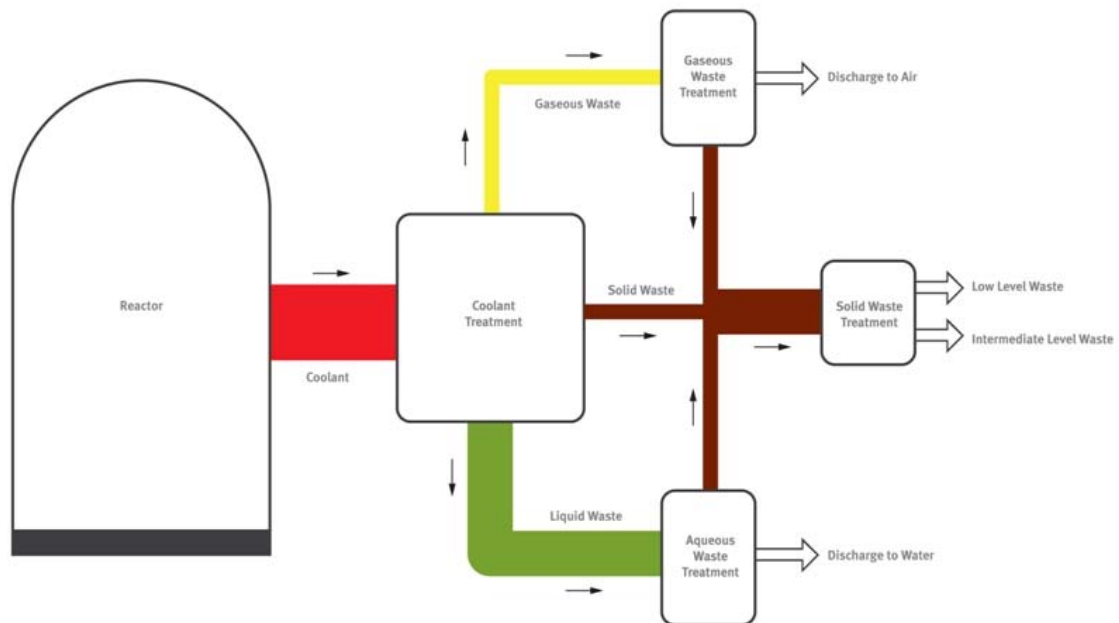 Gaseous
Waste
Treatment
Discharge to Air
Gaseous Waste
Reactor
Coolant
Coolant
Treatment
Solid Waste
Solid Waste
Treatment
Low Level Waste
Intermediate Level Waste
Liquid Waste
Aqueous
Waste
Treatment
Discharge to Water